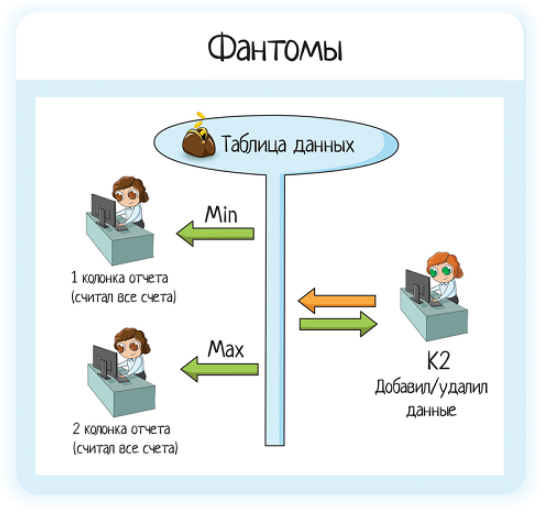 Фантомы
Таблица данных
Min
1 колонка отчета
(считал все счета)
Max
2 колонка отчета
(считал все счета)
К2
Добавил/удалил
данные